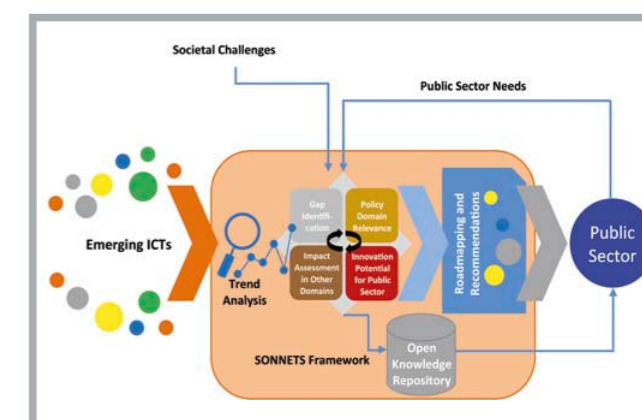 Societal Challenges
Public Sector Needs
Emerging ICTs
Trend
Analysis
Gap
Identifi-
cation
Policy
Domain
Relevance
Impact
Assessment
in Other
Domains
Innovation
Potential
for Public
Sector
Roadmapping and
Recommendations
Public
Sector
SONNETS Framework
Open
Knowledge
Repository